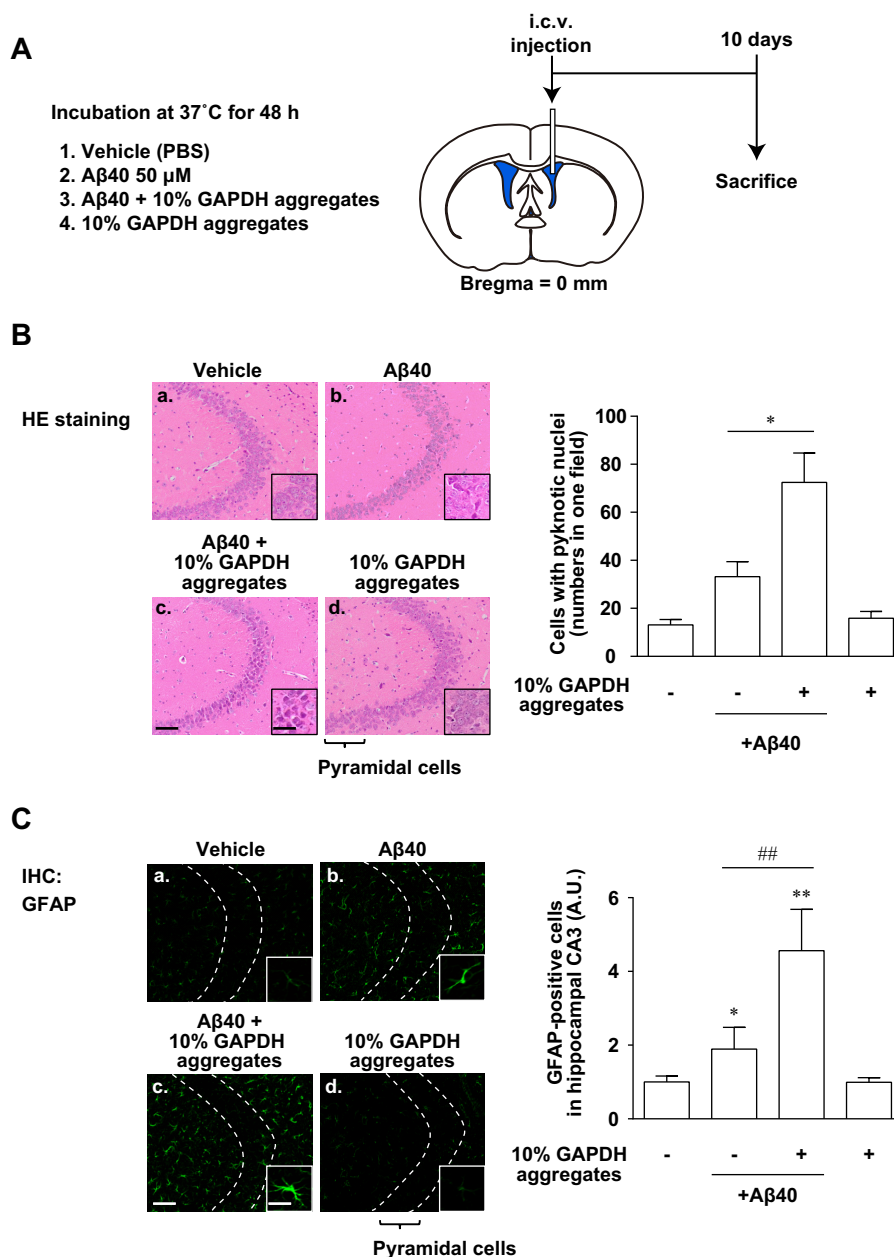 A
i.c.v.
injection
10 days
Incubation at 37˚C for 48 h
1. Vehicle (PBS)
2. Aβ40 50 μM
3. Aβ40 + 10% GAPDH aggregates
4. 10% GAPDH aggregates
Sacrifice
Bregma = 0 mm
B
HE staining
Vehicle
Aβ40
a.
b.
Aβ40 +
10% GAPDH
aggregates
10% GAPDH
aggregates
c.
d.
Pyramidal cells
Cells with pyknotic nuclei
(numbers in one field)
100
80
60
40
20
0
*
10% GAPDH
aggregates
- - + +
+Aβ40
C
IHC:
GFAP
Vehicle
Aβ40
a.
b.
Aβ40 +
10% GAPDH
aggregates
10% GAPDH
aggregates
c.
d.
Pyramidal cells
GFAP-positive cells
in hippocampal CA3 (A.U.)
6
4
2
0
##
**
*
10% GAPDH
aggregates
- - + +
+Aβ40